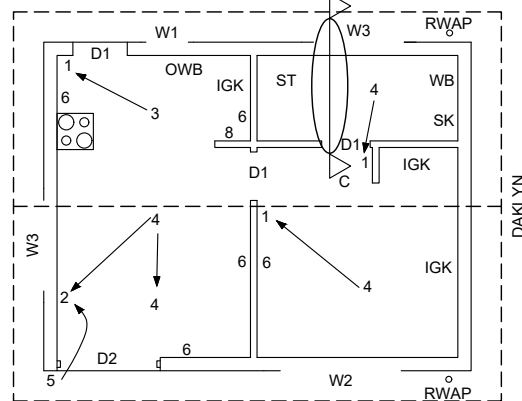 RWAP
W1 W3
D1
1 OWB ST 4 WB
IGK
6 6 3 SK
8 D1
1 IGK
D1 C
DAKLYN
4 1
W3
6 6 IGK
2 4 4
6
D2
5 W2
RWAP